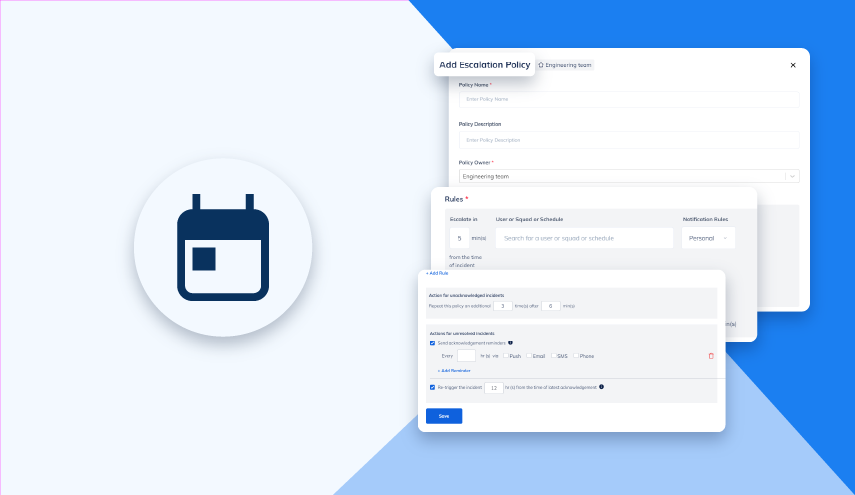 Add Escalation Policy
Engineering team
Policy Name *
Enter Policy Name
Policy Description
Enter Policy Description
Policy Owner *
Engineering team
Rules *
Escalate in
User or Squad or Schedule
Notification Rules
5 min(s)
Search for a user or squad or schedule
Personal
from the time
of incident
+ Add Rule
Action for unacknowledged incidents
Repeat this policy an additional 3 time(s) after 0 min(s)
Actions for unresolved incidents
Send acknowledgement reminders
Every hr(s) via Push Email SMS Phone
+ Add Reminder
Re-trigger the incident 12 hr(s) from the time of latest acknowledgement
Save